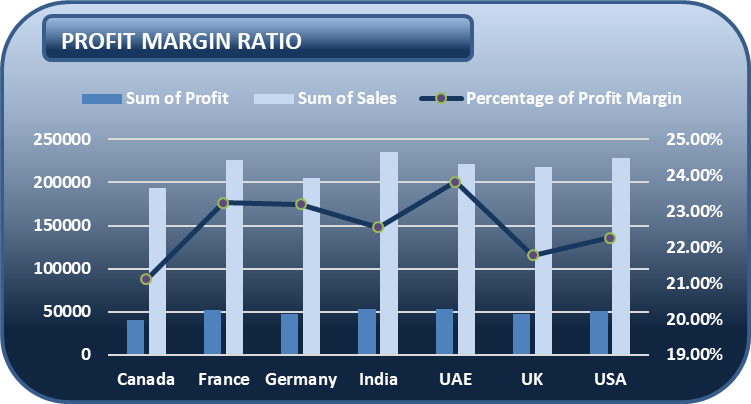 PROFIT MARGIN RATIO
Sum of Profit Sum of Sales Percentage of Profit Margin
250000 25.00%
200000 24.00%
150000 23.00%
100000 22.00%
50000 21.00%
0 20.00%
19.00%
Canada France Germany India UAE UK USA